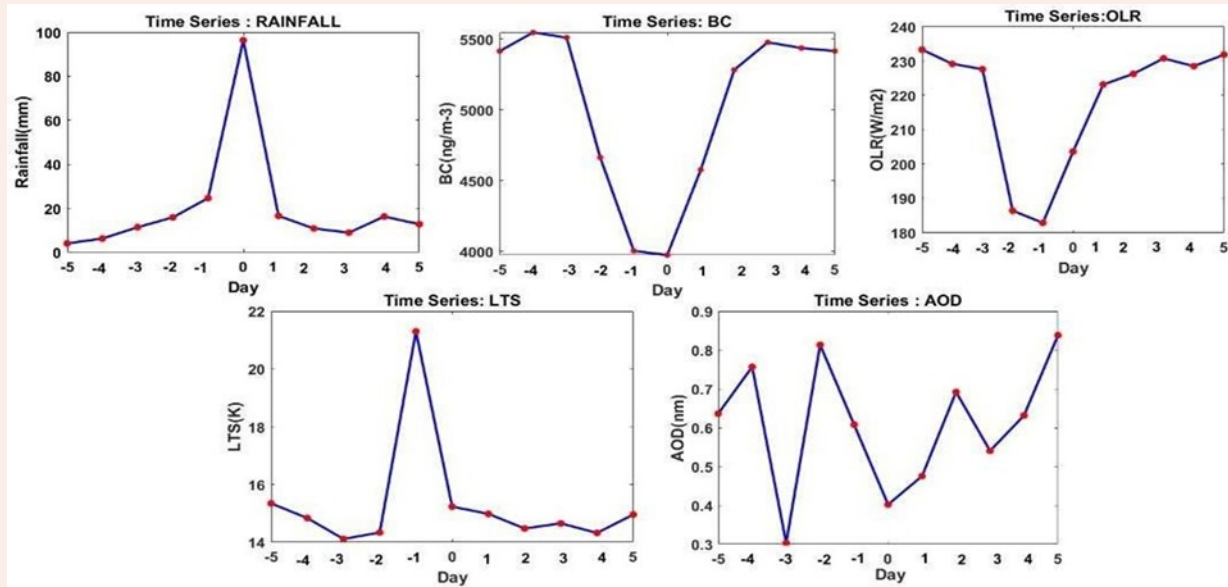 Time Series : RAINFALL
Rainfall(mm)
100
80
60
40
20
0
-5 -4 -3 -2 -1 0 1 2 3 4 5
Day
Time Series: BC
BC(ng/m-3)
5500
5000
4500
4000
-5 -4 -3 -2 -1 0 1 2 3 4 5
Day
Time Series:OLR
OLR(W/m2)
240
230
220
210
200
190
180
-5 -4 -3 -2 -1 0 1 2 3 4 5
Day
Time Series: LTS
LTS(K)
22
20
18
16
14
-5 -4 -3 -2 -1 0 1 2 3 4 5
Day
Time Series : AOD
AOD(nm)
0.9
0.8
0.7
0.6
0.5
0.4
0.3
-5 -4 -3 -2 -1 0 1 2 3 4 5
Day